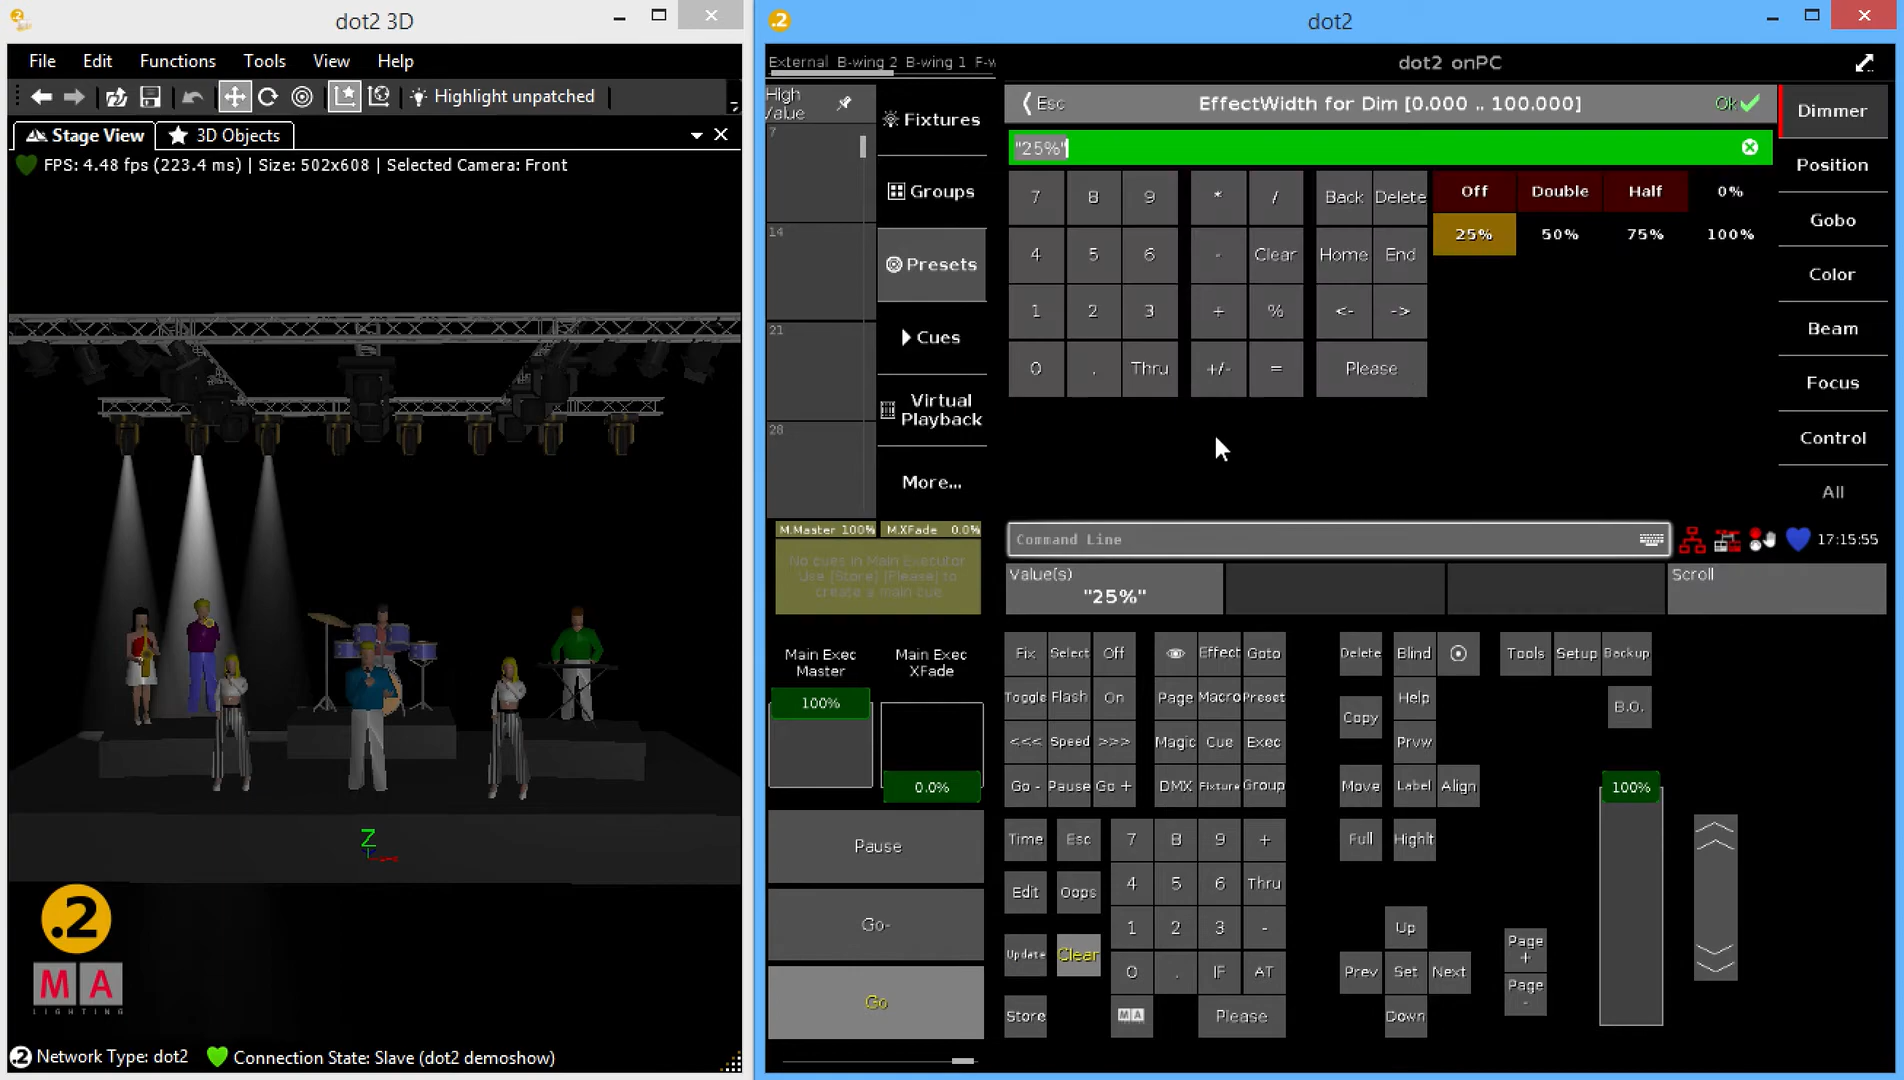 dot2 3D
File Edit Functions Tools View Help
Highlight unpatched
Stage View 3D Objects
FPS: 4.48 fps (223.4 ms) | Size: 502x608 | Selected Camera: Front
Z
.2
MA
LIGHTING
Network Type: dot2 Connection State: Slave (dot2 demoshow)
dot2
External B-wing 2 B-wing 1 F-w
dot2 onPC
High
Value
7
14
21
28
Fixtures
Groups
Presets
Cues
Virtual
Playback
More...
Esc EffectWidth for Dim [0.000 .. 100.000] Ok
"25%"
7 8 9 * / Back Delete
4 5 6 - Clear Home End
1 2 3 + % <- ->
0 . Thru +/- = Please
Off Double Half 0%
25% 50% 75% 100%
Dimmer
Position
Gobo
Color
Beam
Focus
Control
All
M.Master 100% M.XFade 0.0%
No cues in Main Executor
Use [Store] [Please] to
create a main cue
Command Line
17:15:55
Value(s)
"25%"
Scroll
Main Exec
Master
Main Exec
XFade
100%
0.0%
Pause
Go-
Go
Fix Select Off Effect Goto Delete Blind Tools Setup Backup
Toggle Flash On Page Macro Preset Copy Help B.O.
<<< Speed >>> Magic Cue Exec Prvw
Go - Pause Go + DMX Fixture Group Move Label Align 100%
Time Esc 7 8 9 + Full Highlt
Edit Oops 4 5 6 Thru
Update Clear 1 2 3 - Up Page +
0 . IF AT Prev Set Next Page -
Store MA Please Down